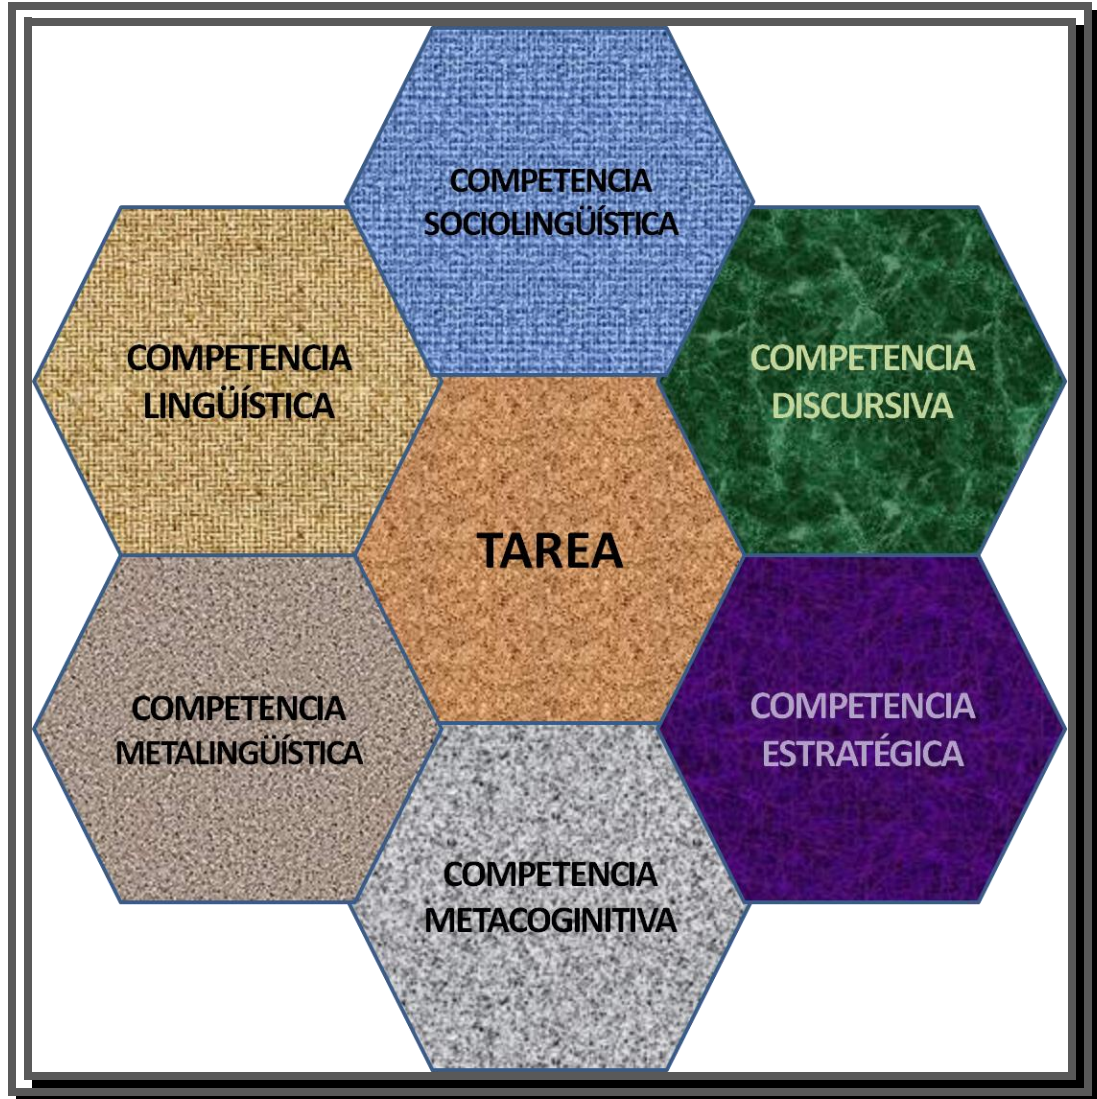 COMPETENCIA
SOCIOLINGÜÍSTICA
COMPETENCIA
LINGÜÍSTICA
COMPETENCIA
DISCURSIVA
TAREA
COMPETENCIA
METALINGÜÍSTICA
COMPETENCIA
ESTRATÉGICA
COMPETENCIA
METACOGINITIVA